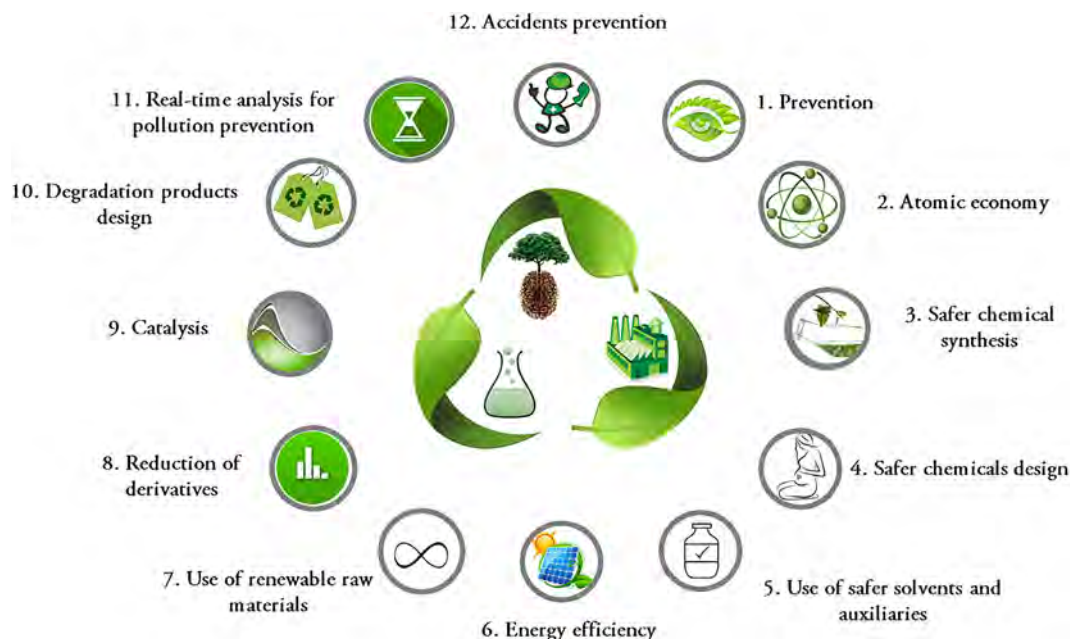 12. Accidents prevention
1. Prevention
2. Atomic economy
3. Safer chemical
synthesis
4. Safer chemicals design
5. Use of safer solvents and
auxiliaries
6. Energy efficiency
7. Use of renewable raw
materials
8. Reduction of
derivatives
9. Catalysis
10. Degradation products
design
11. Real-time analysis for
pollution prevention